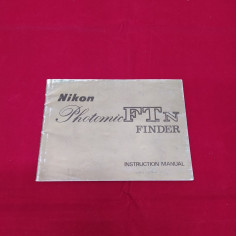 Nikon
Photomic FTN
FINDER
INSTRUCTION MANUAL